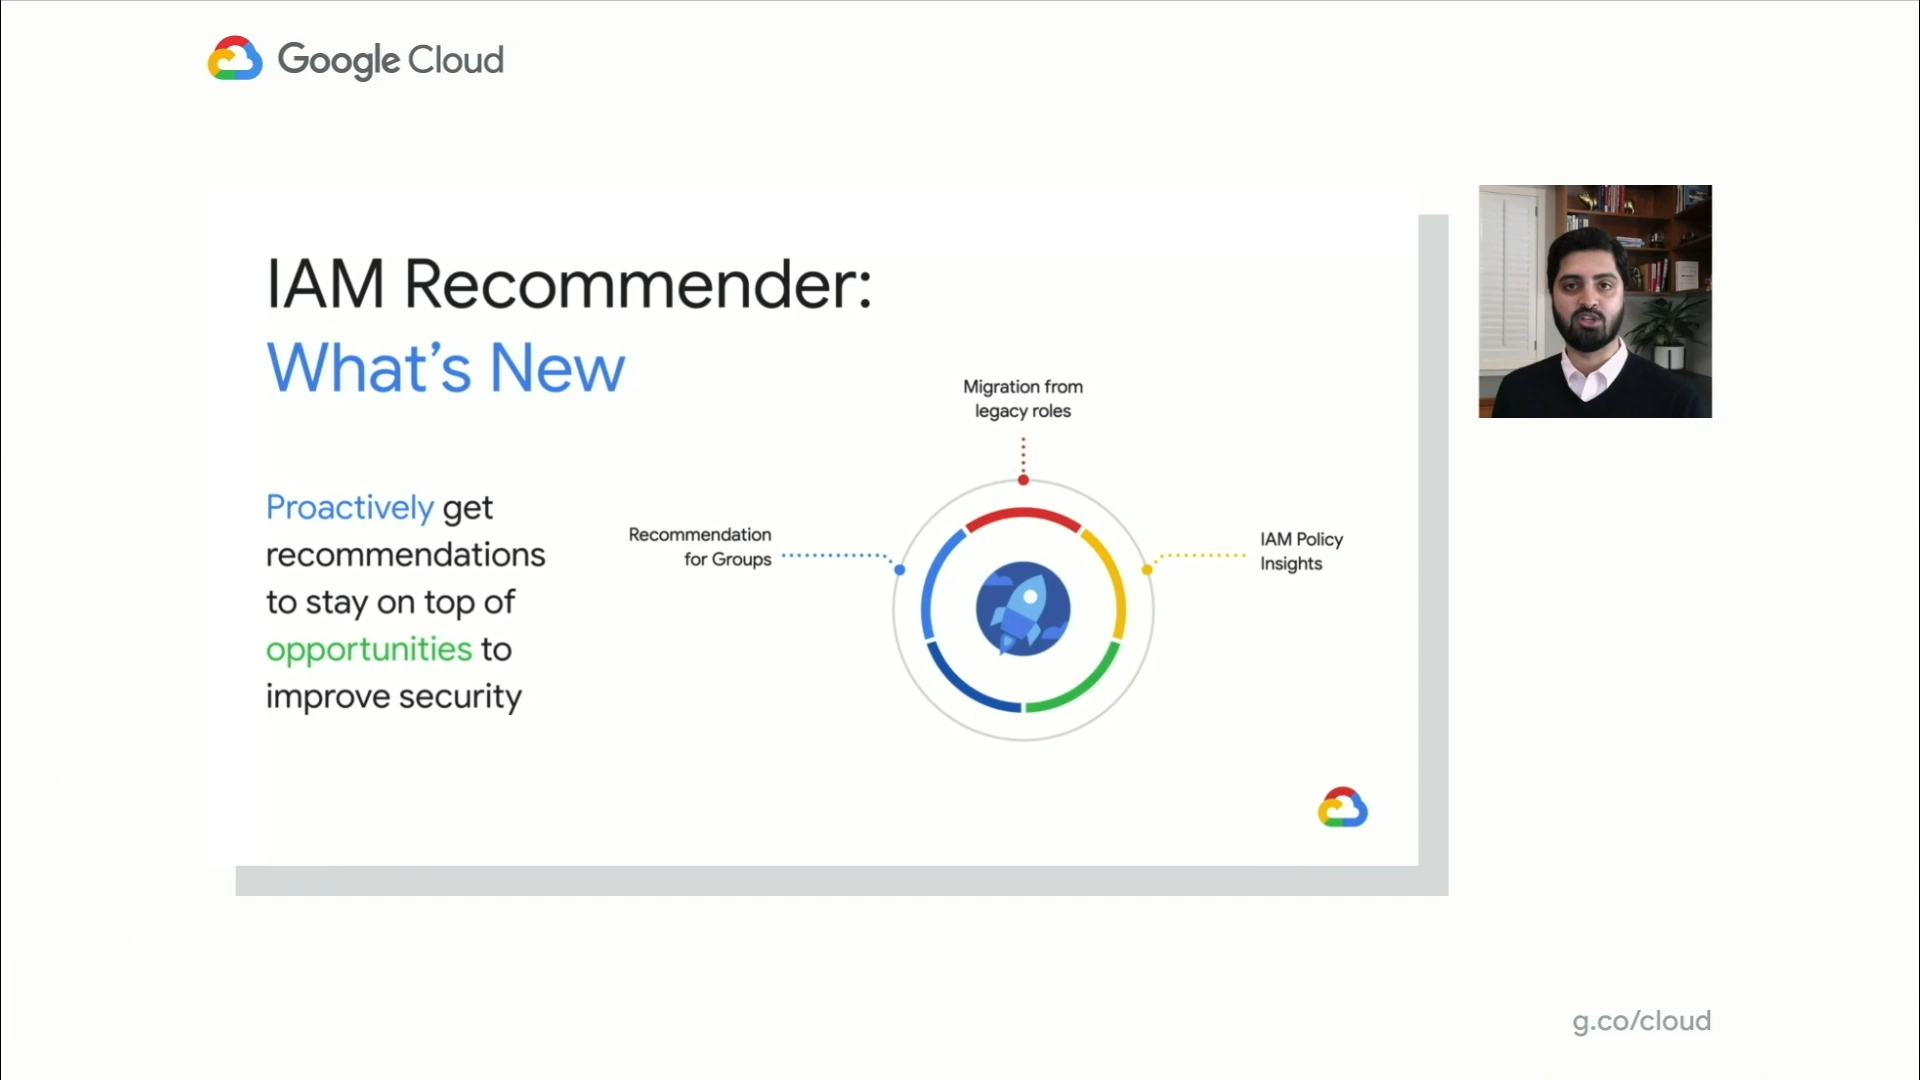 Google Cloud
IAM Recommender:
What's New
Proactively get
recommendations
to stay on top of
opportunities to
improve security
Migration from
legacy roles
Recommendation
for Groups
IAM Policy
Insights
g.co/cloud